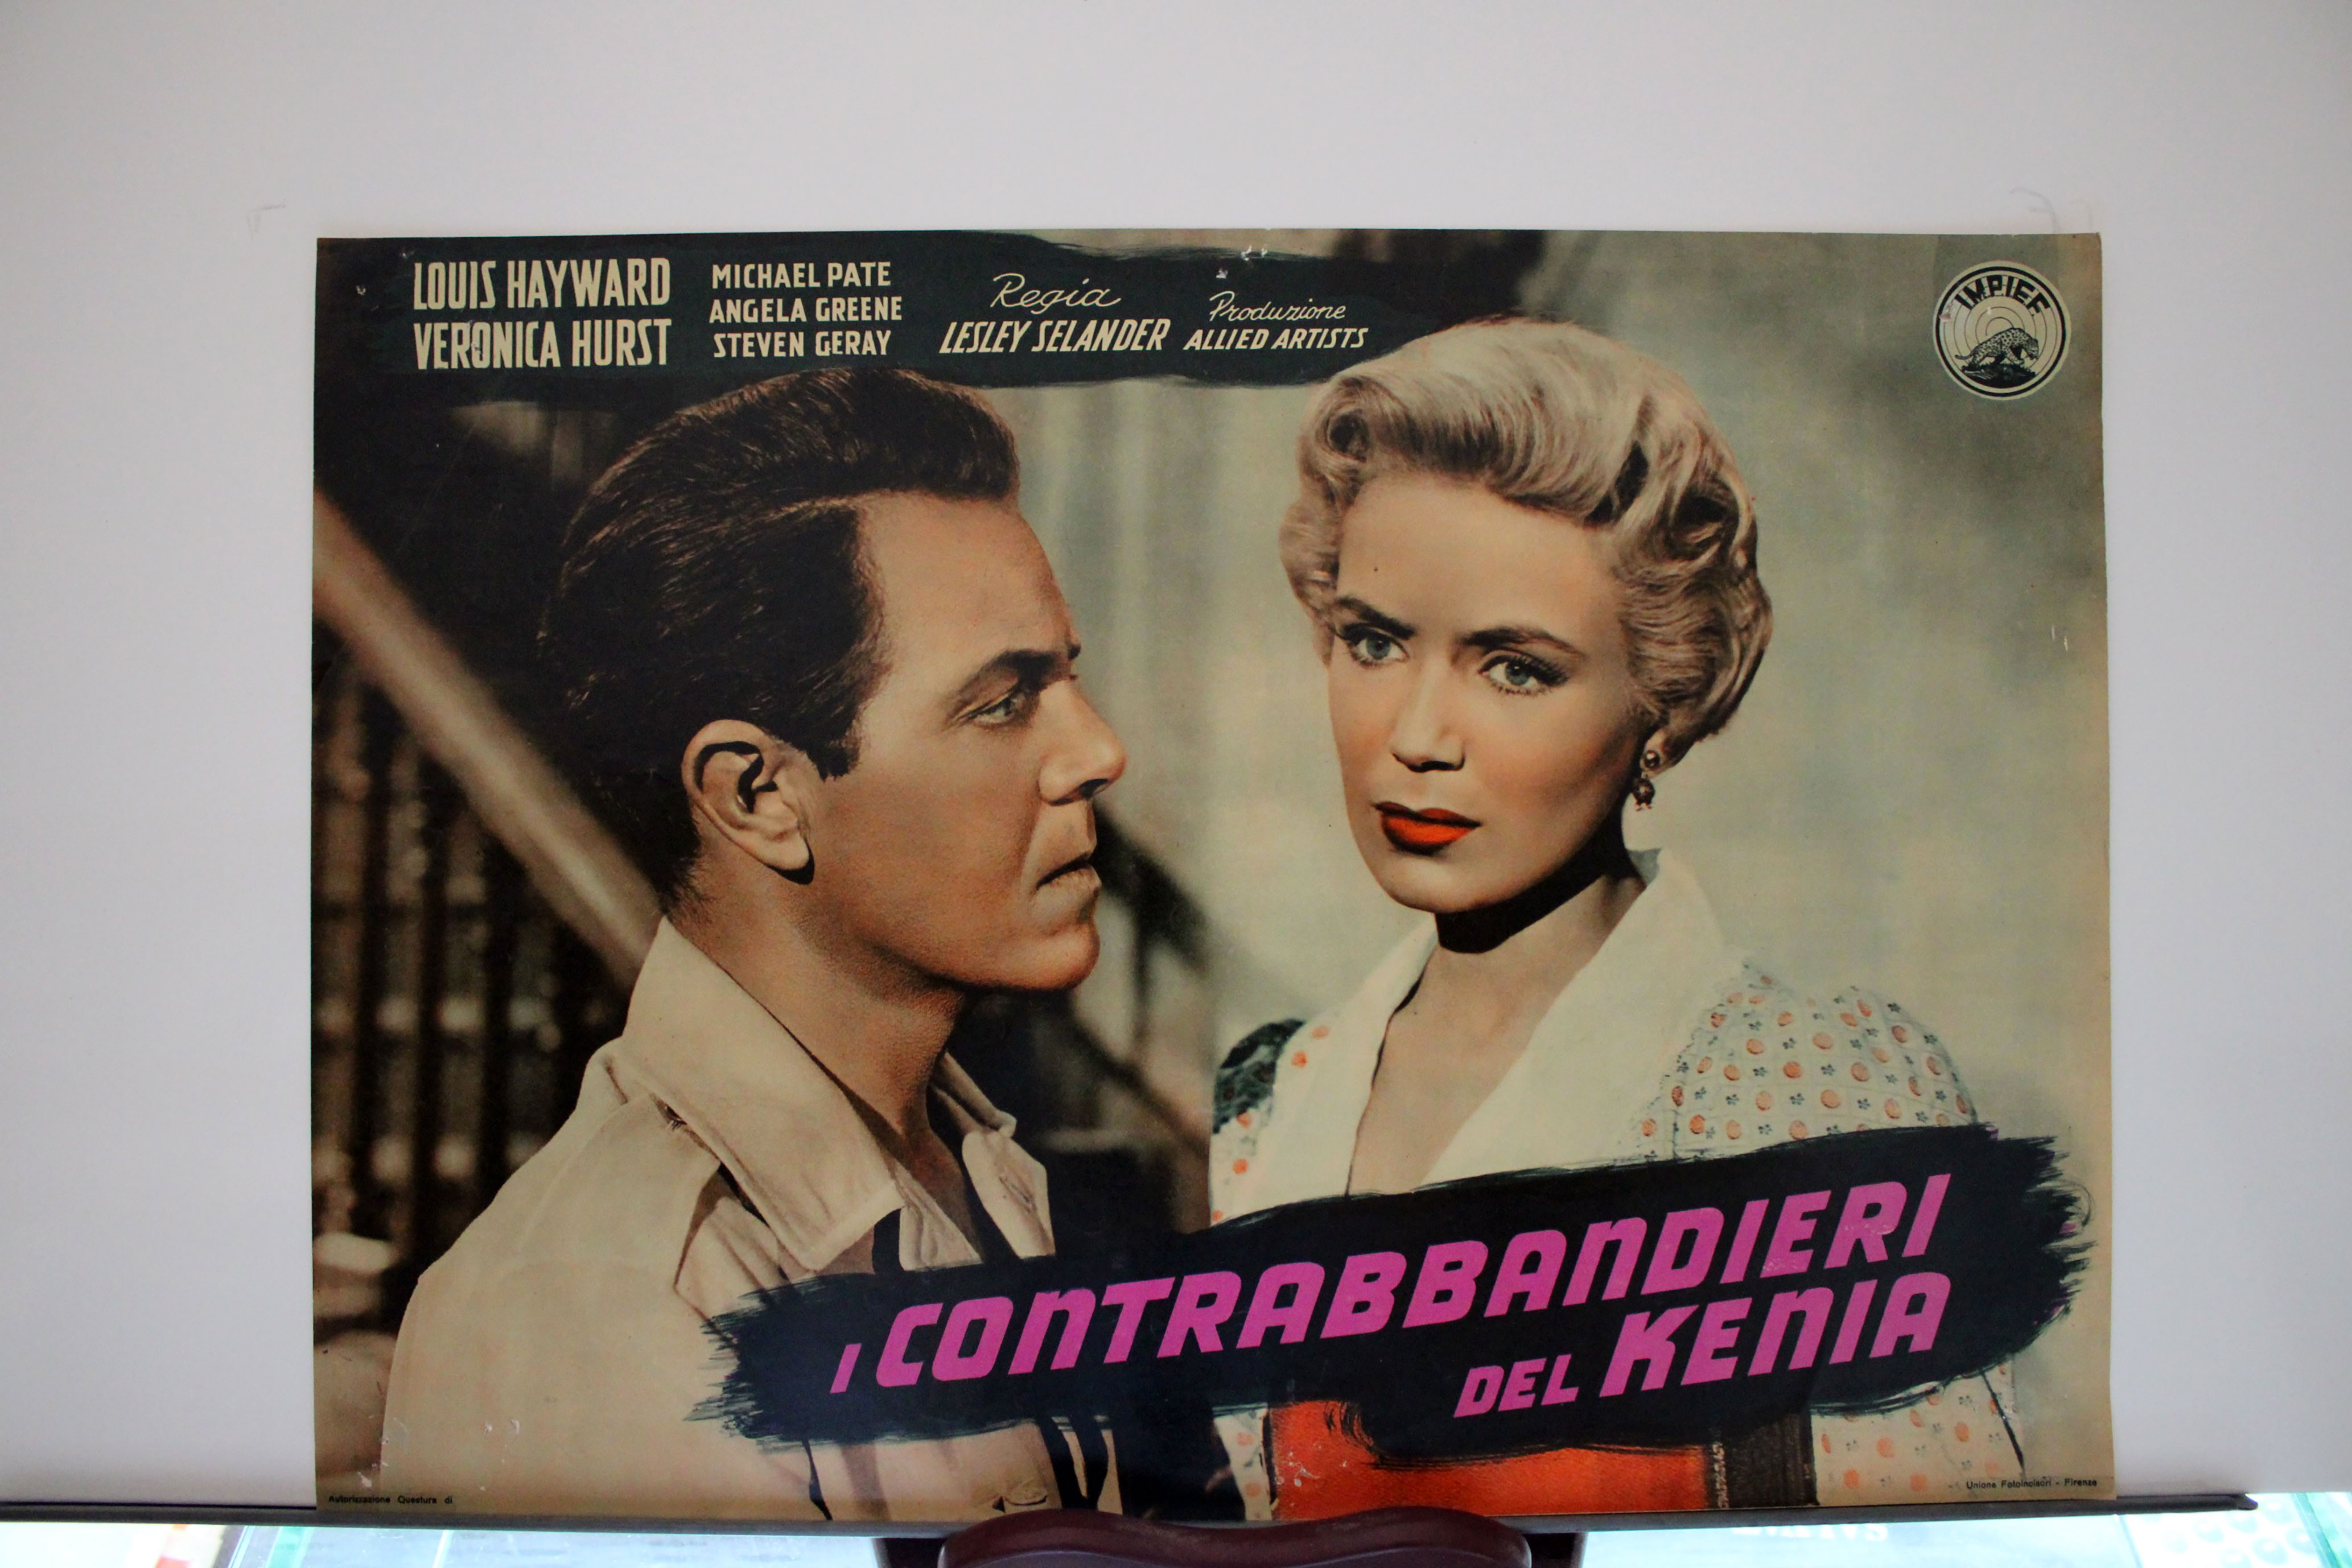 LOUIS HAYWARD
VERONICA HURST
MICHAEL PATE
ANGELA GREENE
STEVEN GERAY
Regia
LESLEY SELANDER
Produzione
ALLIED ARTISTS
IMPIEF
I CONTRABBANDIERI
DEL KENIA
Autorizzazione Questura di
Unione Fotoincisori - Firenze